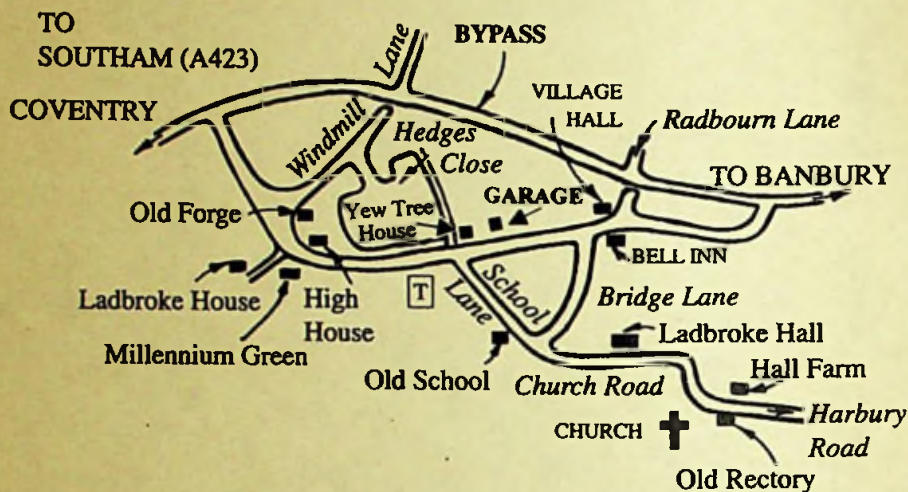 TO
SOUTHAM (A423)
COVENTRY
Lane
BYPASS
VILLAGE
HALL
Radbourn Lane
Windmill
Hedges
Close
TO BANBURY
Old Forge
Yew Tree
House
GARAGE
BELL INN
Ladbroke House
High
House
T
School
Lane
Bridge Lane
Millennium Green
Ladbroke Hall
Old School
Church Road
Hall Farm
CHURCH
Harbury
Road
Old Rectory